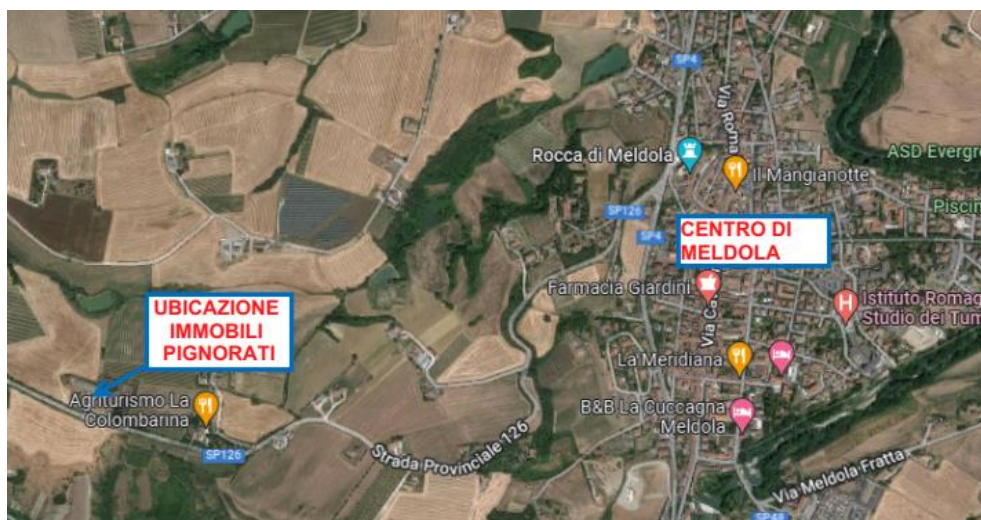 SP4
Via Roma
Rocca di Meldola
Il Mangianotte
ASD Evergr
Piscin
SP126
SP4
CENTRO DI
MELDOLA
Farmacia Giardini
Istituto Romag
Studio dei Tum
UBICAZIONE
IMMOBILI
PIGNORATI
La Meridiana
Agriturismo La
Colombarina
B&B La Cuccagna
Meldola
SP126
Strada Provinciale 126
Via Meldola Fratta